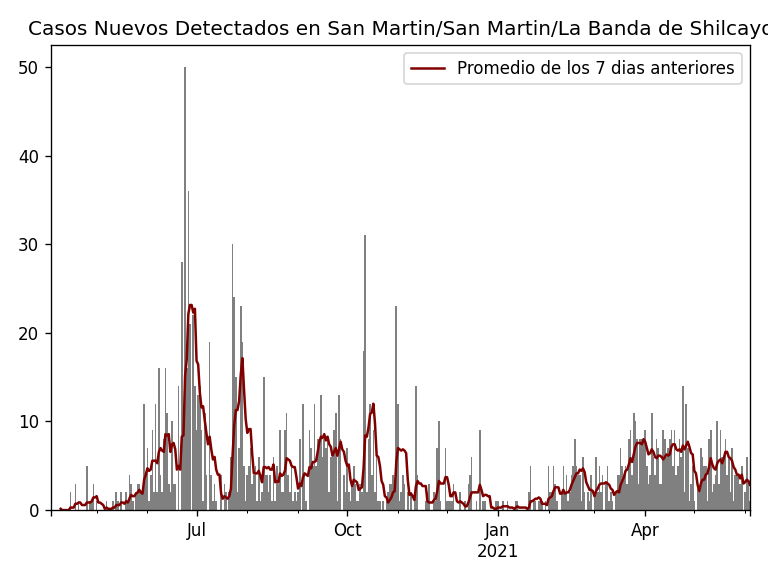 Casos Nuevos Detectados en San Martin/San Martin/La Banda de Shilcayo
Promedio de los 7 dias anteriores
50
40
30
20
10
0
Jul
Oct
Jan
2021
Apr